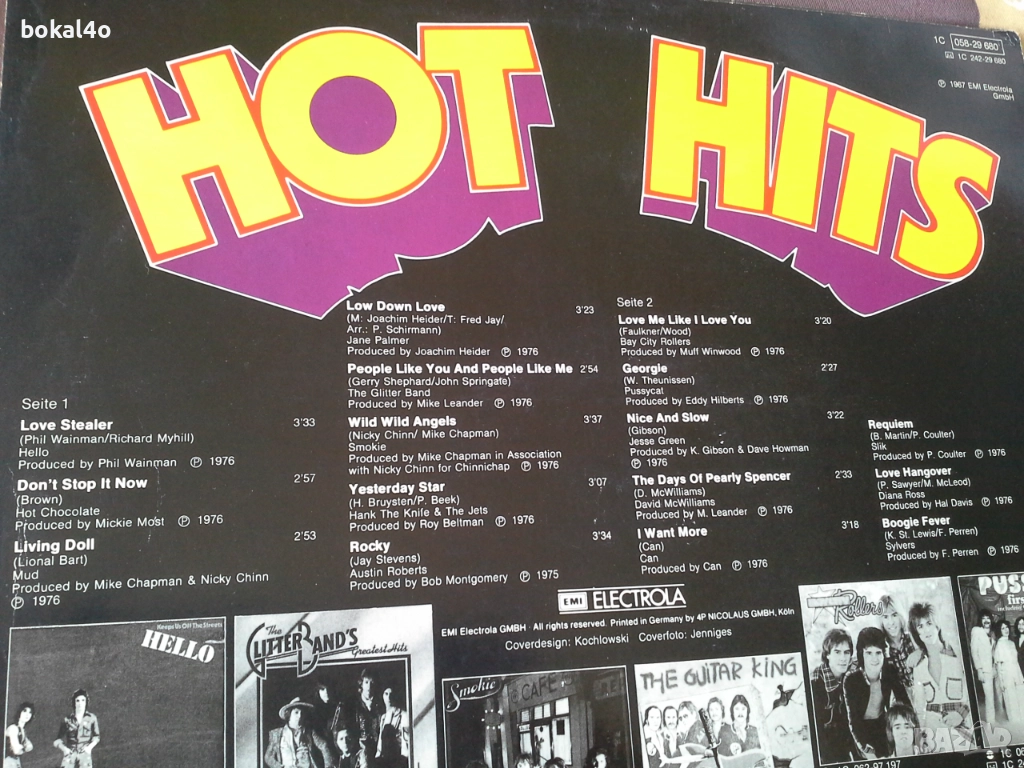 bokal4o
HOT HITS
1C 058-29 680
1C 242-29 680
℗ 1967 EMI Electrola
GmbH
Side 1
Love Stealer 3'33
(Phil Wainman/Richard Myhill)
Hello
Produced by Phil Wainman ℗ 1976
Don't Stop It Now 2'57
(Brown)
Hot Chocolate
Produced by Mickie Most ℗ 1976
Living Doll 2'53
(Lional Bart)
Mud
Produced by Mike Chapman & Nicky Chinn
℗ 1976
Low Down Love 3'23
(M: Joachim Heider/T: Fred Jay/
Arr.: P. Schirmann)
Jane Palmer
Produced by Joachim Heider ℗ 1976
People Like You And People Like Me 2'54
(Gerry Shephard/John Springate)
The Glitter Band
Produced by Mike Leander ℗ 1976
Wild Wild Angels 3'37
(Nicky Chinn/ Mike Chapman)
Smokie
Produced by Mike Chapman in Association
with Nicky Chinn for Chinnichap ℗ 1976
Yesterday Star 3'07
(H. Bruysten/P. Beek)
Hank The Knife & The Jets
Produced by Roy Beltman ℗ 1976
Rocky 3'34
(Jay Stevens)
Austin Roberts
Produced by Bob Montgomery ℗ 1975
Seite 2
Love Me Like I Love You 3'20
(Faulkner/Wood)
Bay City Rollers
Produced by Muff Winwood ℗ 1976
Georgie 2'27
(W. Theunissen)
Pussycat
Produced by Eddy Hilberts ℗ 1976
Nice And Slow 3'22
(Gibson)
Jesse Green
Produced by K. Gibson & Dave Howman
℗ 1976
The Days Of Pearly Spencer 2'33
(D. McWilliams)
David McWilliams
Produced by M. Leander ℗ 1976
I Want More 3'18
(Can)
Can
Produced by Can ℗ 1976
Requiem
(B. Martin/P. Coulter)
Slik
Produced by P. Coulter ℗ 1976
Love Hangover
(P. Sawyer/M. McLeod)
Diana Ross
Produced by Hal Davis ℗ 1976
Boogie Fever
(K. St. Lewis/F. Perren)
Sylvers
Produced by F. Perren ℗ 1976
EMI ELECTROLA
EMI Electrola GMBH · All rights reserved. Printed in Germany by 4P NICOLAUS GMBH, Köln
Coverdesign: Kochlowski Coverfoto: Jenniges
Keeps Us Off The Streets
HELLO
The
GLITTER BAND'S
Greatest Hits
Smokie
CAFE
THE GUITAR KING
Rollers
PUSS
1C 062-97 197
BAZAR